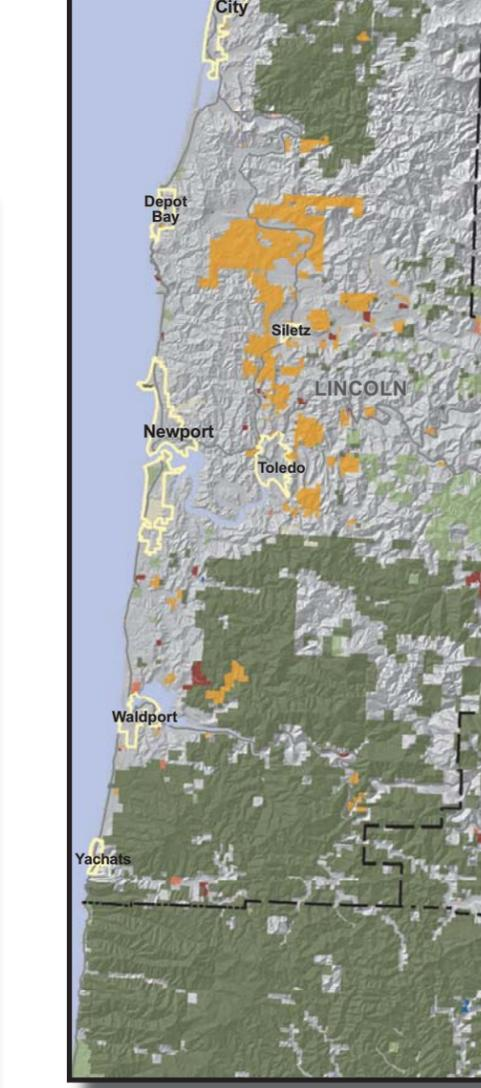 City
Depot
Bay
Siletz
LINCOLN
Newport
Toledo
Waldport
Yachats